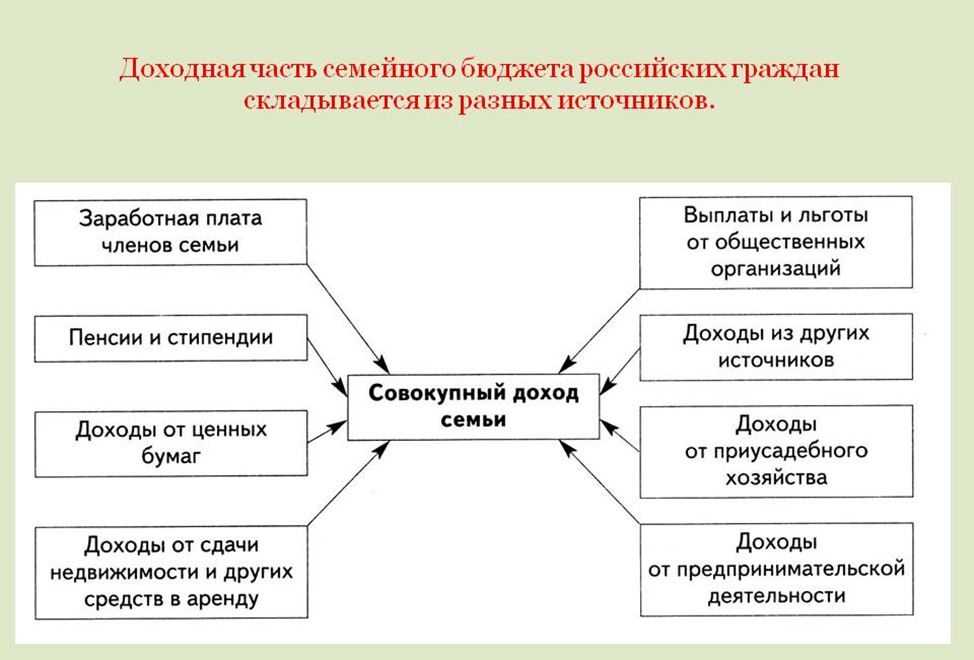 Доходная часть семейного бюджета российских граждан
складывается из разных источников.
Заработная плата
членов семьи
Пенсии и стипендии
Доходы от ценных
бумаг
Доходы от сдачи
недвижимости и других
средств в аренду
Совокупный доход
семьи
Выплаты и льготы
от общественных
организаций
Доходы из других
источников
Доходы
от приусадебного
хозяйства
Доходы
от предпринимательской
деятельности